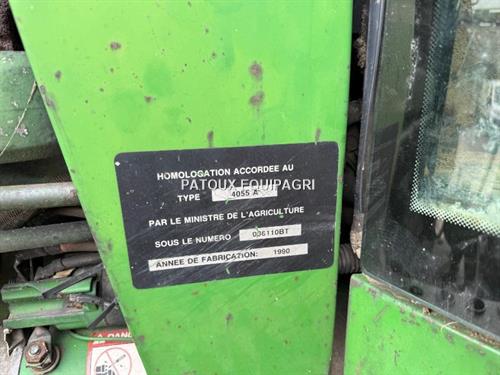 HOMOLOGATION ACCORDEE AU
PATOUX EQUIPAGRI
TYPE 4055 A
PAR LE MINISTRE DE L'AGRICULTURE
SOUS LE NUMERO 036110BT
ANNEE DE FABRICATION: 1990
A DANG